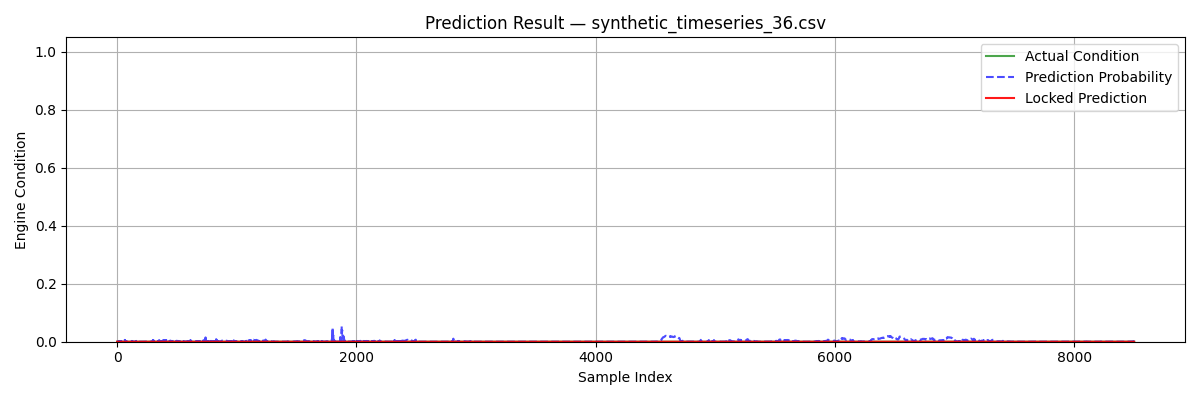 Prediction Result — synthetic_timeseries_36.csv
Engine Condition
1.0
0.8
0.6
0.4
0.2
0.0
Actual Condition
Prediction Probability
Locked Prediction
0 2000 4000 6000 8000
Sample Index